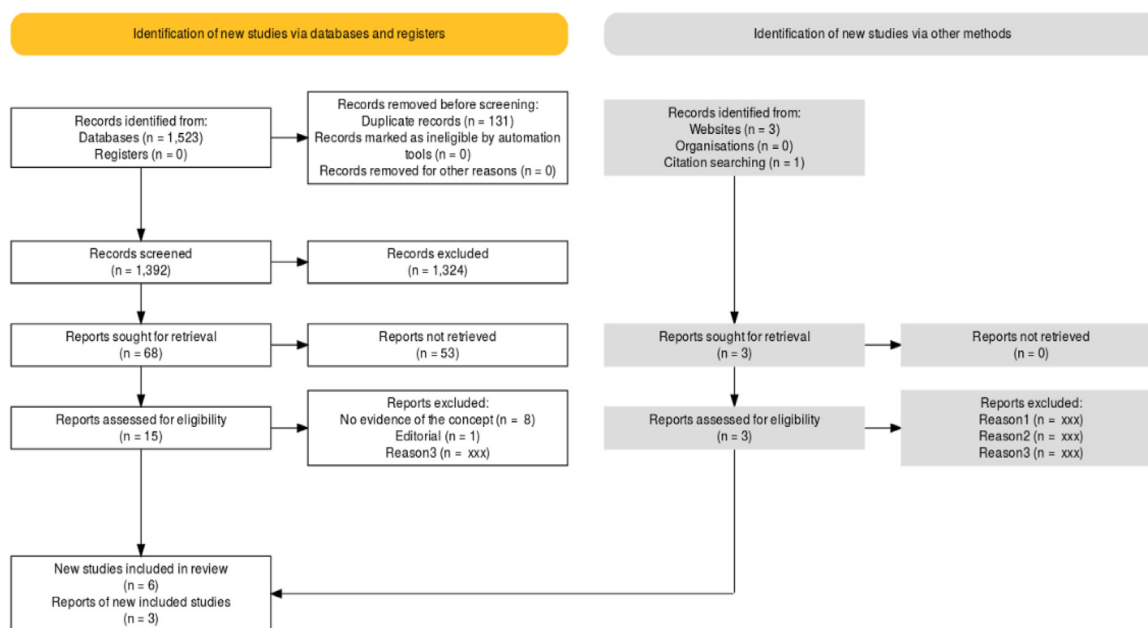 Identification of new studies via databases and registers
Identification of new studies via other methods
Records identified from:
Databases (n = 1,523)
Registers (n = 0)
Records removed before screening:
Duplicate records (n = 131)
Records marked as ineligible by automation
tools (n = 0)
Records removed for other reasons (n = 0)
Records identified from:
Websites (n = 3)
Organisations (n = 0)
Citation searching (n = 1)
Records screened
(n = 1,392)
Records excluded
(n = 1,324)
Reports sought for retrieval
(n = 68)
Reports not retrieved
(n = 53)
Reports sought for retrieval
(n = 3)
Reports not retrieved
(n = 0)
Reports assessed for eligibility
(n = 15)
Reports excluded:
No evidence of the concept (n = 8)
Editorial (n = 1)
Reason3 (n = xxx)
Reports assessed for eligibility
(n = 3)
Reports excluded:
Reason1 (n = xxx)
Reason2 (n = xxx)
Reason3 (n = xxx)
New studies included in review
(n = 6)
Reports of new included studies
(n = 3)